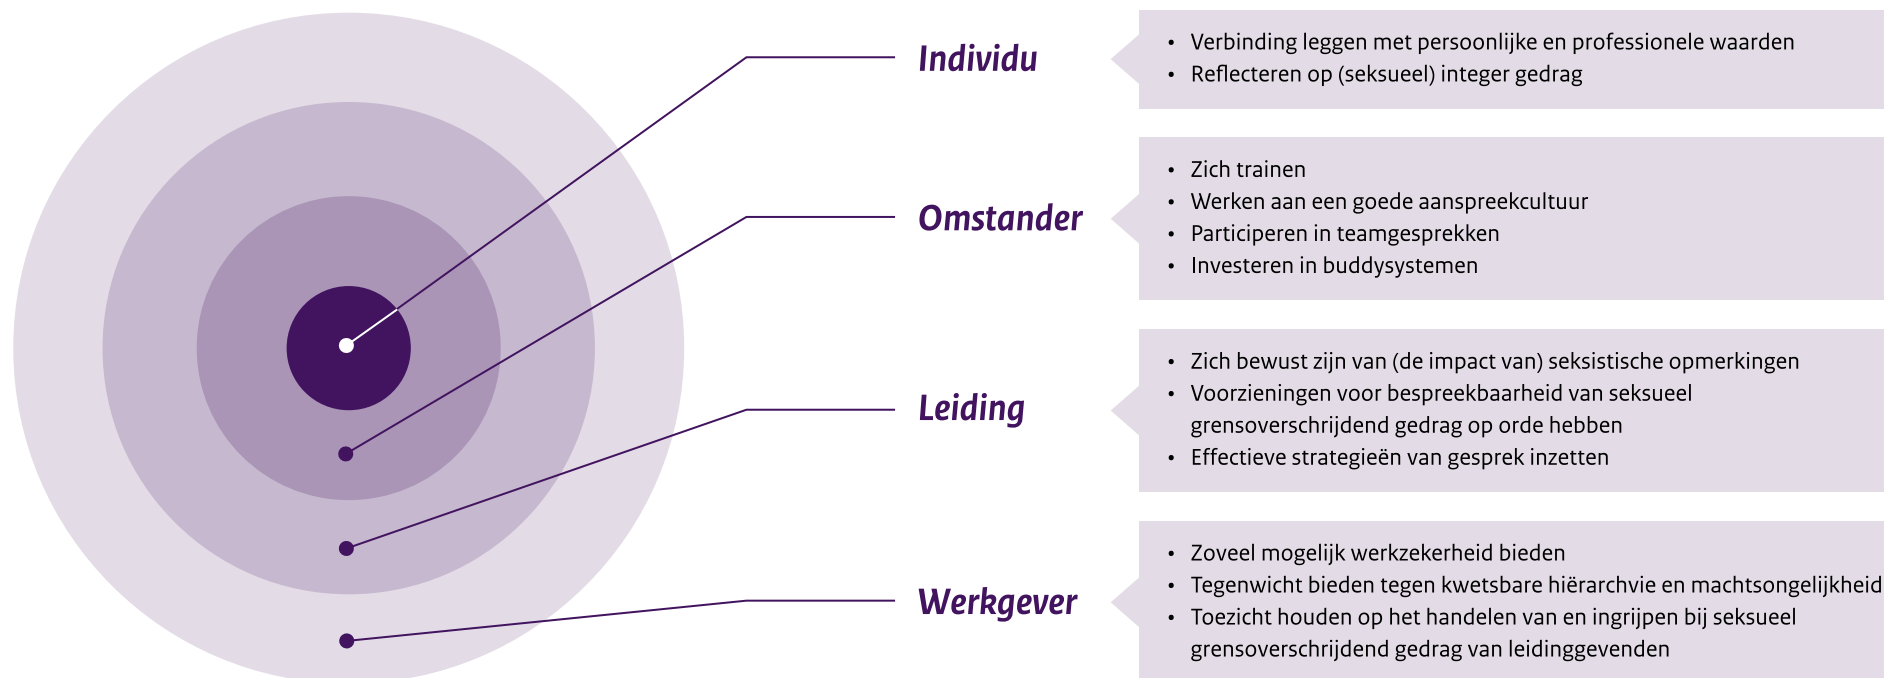 Individu
• Verbinding leggen met persoonlijke en professionele waarden
• Reflecteren op (seksueel) integer gedrag
Omstander
• Zich trainen
• Werken aan een goede aanspreekcultuur
• Participeren in teamgesprekken
• Investeren in buddysystemen
Leiding
• Zich bewust zijn van (de impact van) seksistische opmerkingen
• Voorzieningen voor bespreekbaarheid van seksueel
grensoverschrijdend gedrag op orde hebben
• Effectieve strategieën van gesprek inzetten
Werkgever
• Zoveel mogelijk werkzekerheid bieden
• Tegenwicht bieden tegen kwetsbare hiërarchvie en machtsongelijkheid
• Toezicht houden op het handelen van en ingrijpen bij seksueel
grensoverschrijdend gedrag van leidinggevenden